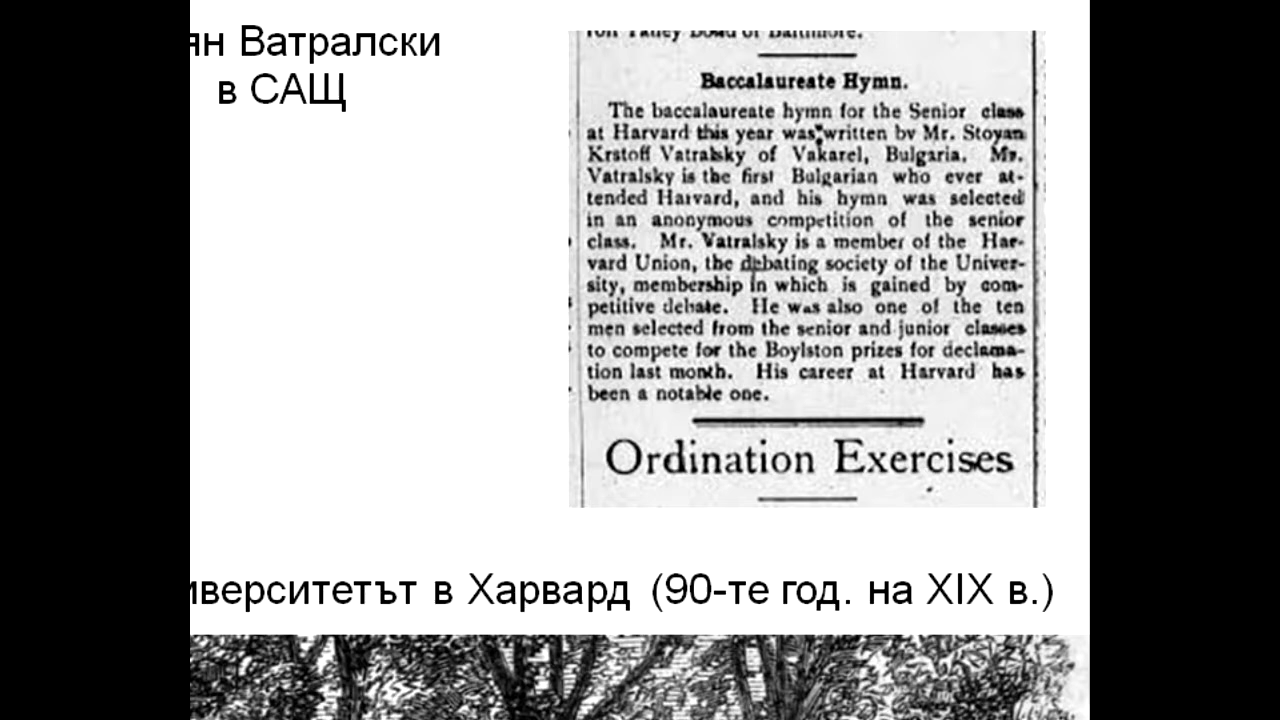 ян Ватралски
в САЩ
Baccalaureate Hymn.
The baccalaureate hymn for the Senior class
at Harvard this year was written by Mr. Stoyan
Krstoff Vatralsky of Vakarel, Bulgaria. Mr.
Vatralsky is the first Bulgarian who ever at-
tended Harvard, and his hymn was selected
in an anonymous competition of the senior
class. Mr. Vatralsky is a member of the Har-
vard Union, the debating society of the Univer-
sity, membership in which is gained by com-
petitive debate. He was also one of the ten
men selected from the senior and junior classes
to compete for the Boylston prizes for declama-
tion last month. His career at Harvard has
been a notable one.
Ordination Exercises
иверситетът в Харвард (90-те год. на XIX в.)